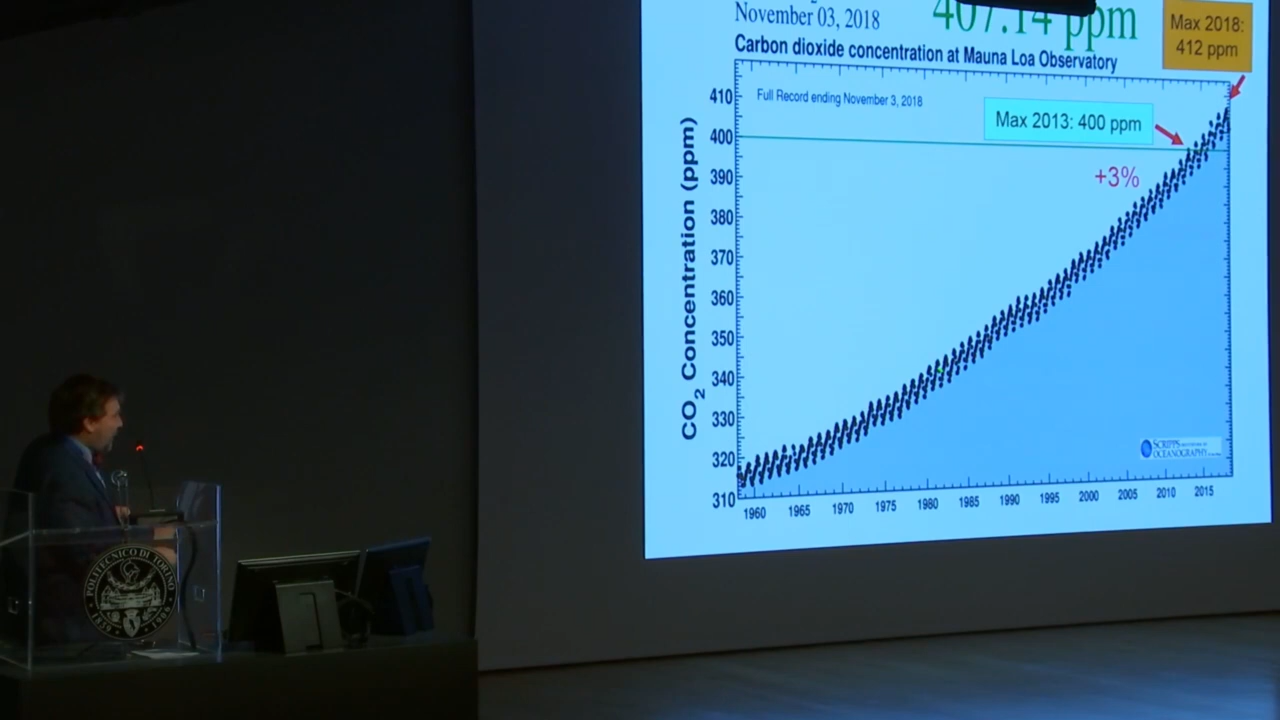 November 03, 2018
407.14 ppm
Max 2018:
412 ppm
Carbon dioxide concentration at Mauna Loa Observatory
Full Record ending November 3, 2018
Max 2013: 400 ppm
+3%
CO2 Concentration (ppm)
410
400
390
380
370
360
350
340
330
320
310
1960 1965 1970 1975 1980 1985 1990 1995 2000 2005 2010 2015
SCRIPPS
OCEANOGRAPHY
POLITECNICO DI TORINO
1859 1906